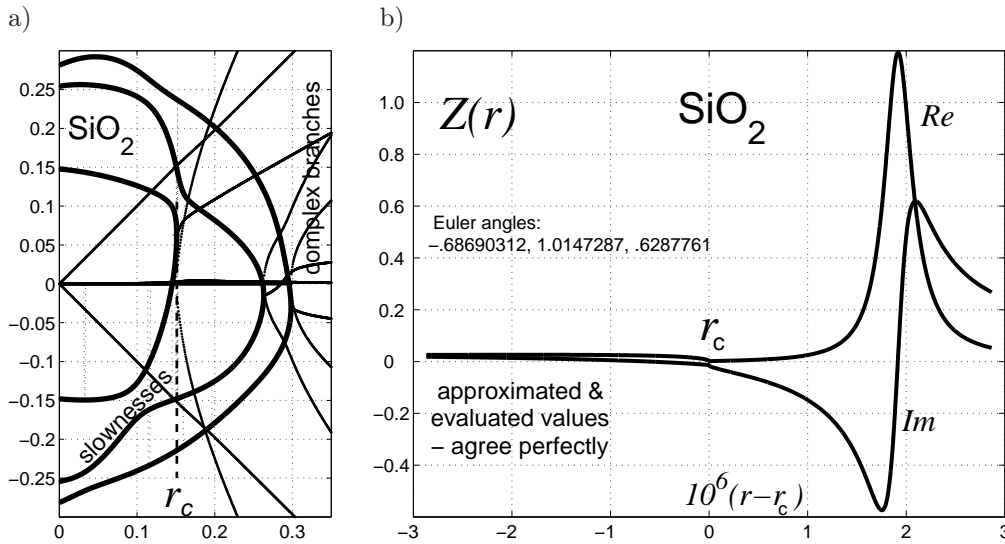 a)
0.25
0.2
0.15
0.1
0.05
0
−0.05
−0.1
−0.15
−0.2
−0.25
SiO2
complex branches
slownesses
rc
0 0.1 0.2 0.3
b)
1.0
0.8
0.6
0.4
0.2
0
−0.2
−0.4
Z(r)
SiO2
Re
Euler angles:
−.68690312, 1.0147287, .6287761
rc
approximated &
evaluated values
− agree perfectly
Im
10^6(r−rc)
−3 −2 −1 0 1 2 3